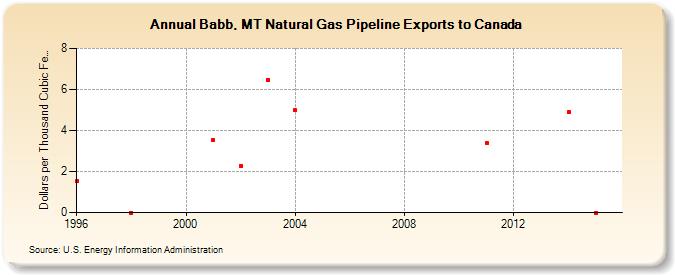 Annual Babb, MT Natural Gas Pipeline Exports to Canada
Dollars per Thousand Cubic Fe...
8
6
4
2
0
1996 2000 2004 2008 2012
Source: U.S. Energy Information Administration